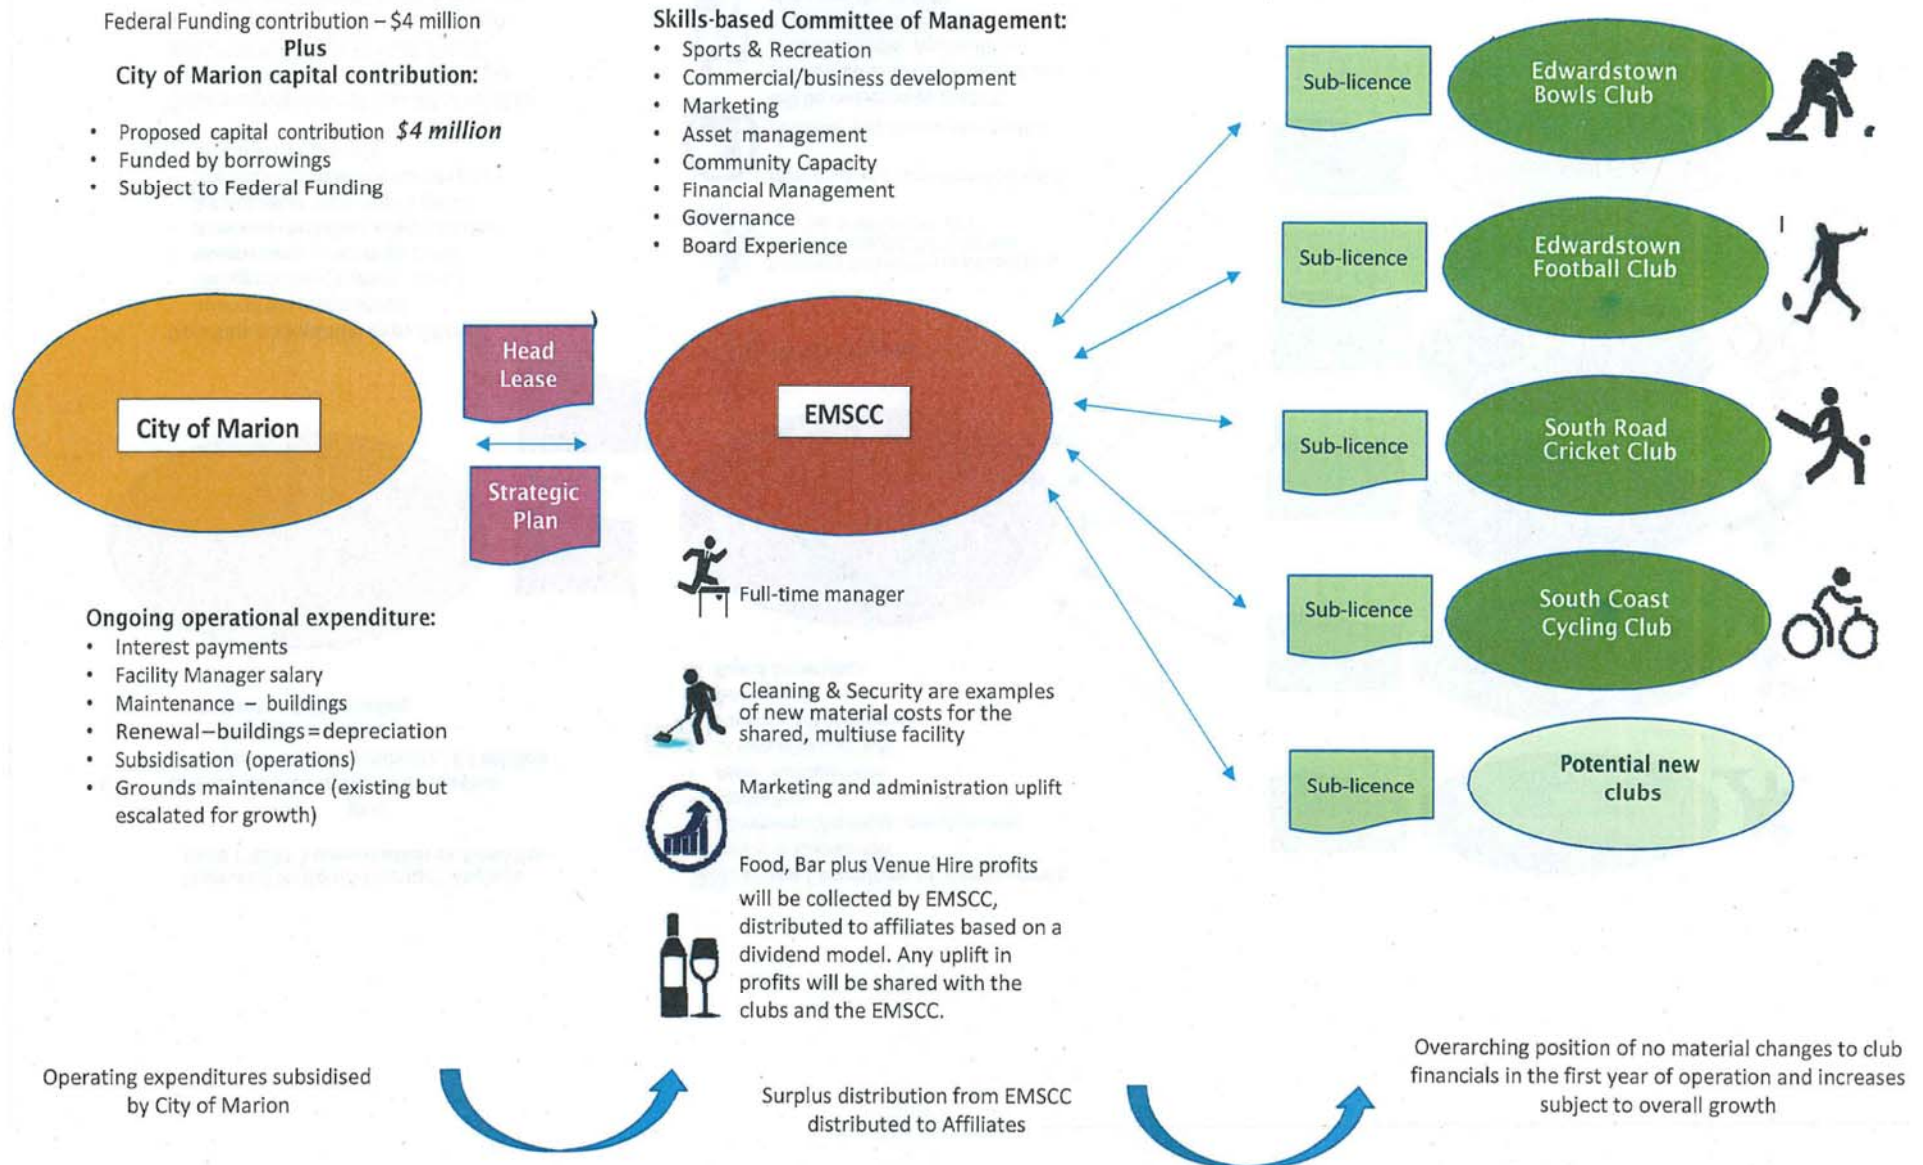 Federal Funding contribution – $4 million
Plus
City of Marion capital contribution:
• Proposed capital contribution $4 million
• Funded by borrowings
• Subject to Federal Funding
City of Marion
Ongoing operational expenditure:
• Interest payments
• Facility Manager salary
• Maintenance – buildings
• Renewal–buildings=depreciation
• Subsidisation (operations)
• Grounds maintenance (existing but
escalated for growth)
Operating expenditures subsidised
by City of Marion
Head
Lease
Strategic
Plan
Skills-based Committee of Management:
• Sports & Recreation
• Commercial/business development
• Marketing
• Asset management
• Community Capacity
• Financial Management
• Governance
• Board Experience
EMSCC
Full-time manager
Cleaning & Security are examples
of new material costs for the
shared, multiuse facility
Marketing and administration uplift
Food, Bar plus Venue Hire profits
will be collected by EMSCC,
distributed to affiliates based on a
dividend model. Any uplift in
profits will be shared with the
clubs and the EMSCC.
Surplus distribution from EMSCC
distributed to Affiliates
Sub-licence
Edwardstown
Bowls Club
Sub-licence
Edwardstown
Football Club
Sub-licence
South Road
Cricket Club
Sub-licence
South Coast
Cycling Club
Sub-licence
Potential new
clubs
Overarching position of no material changes to club
financials in the first year of operation and increases
subject to overall growth